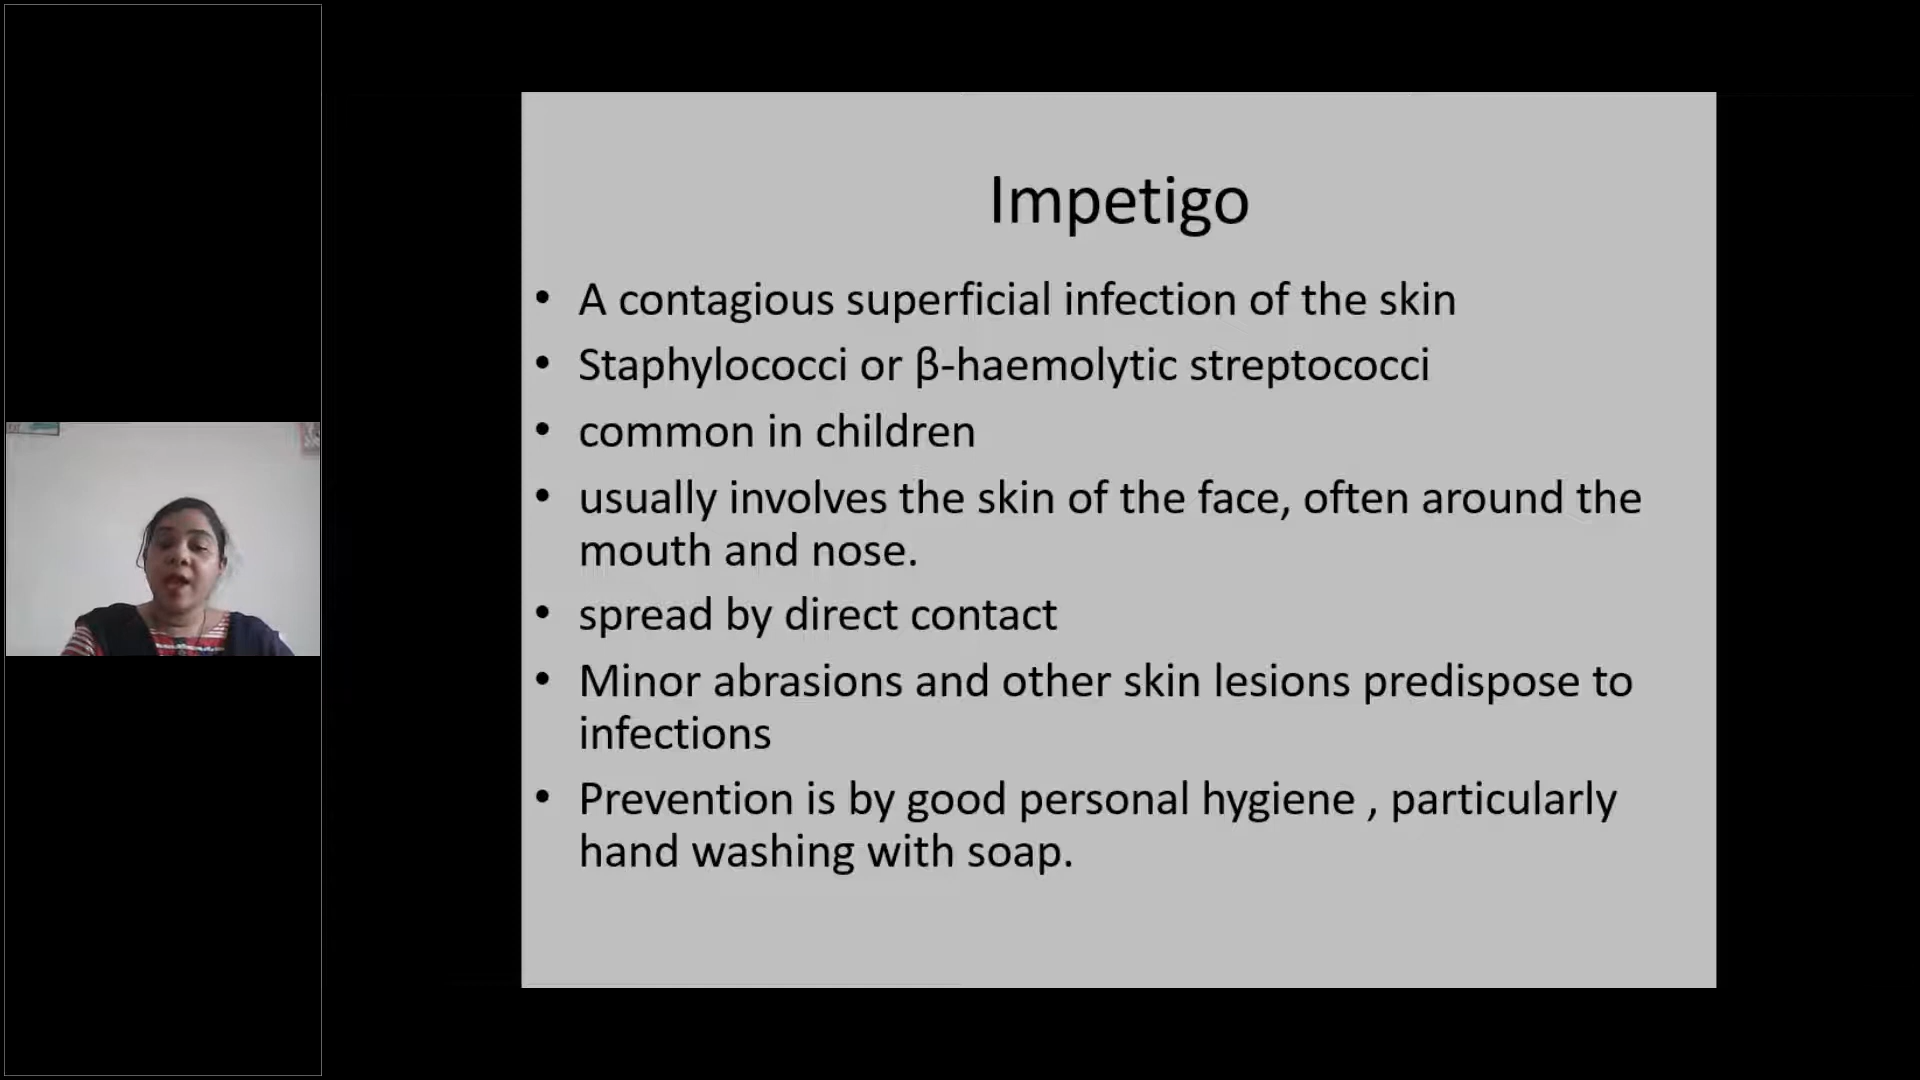 Impetigo
• A contagious superficial infection of the skin
• Staphylococci or β-haemolytic streptococci
• common in children
• usually involves the skin of the face, often around the
mouth and nose.
• spread by direct contact
• Minor abrasions and other skin lesions predispose to
infections
• Prevention is by good personal hygiene , particularly
hand washing with soap.